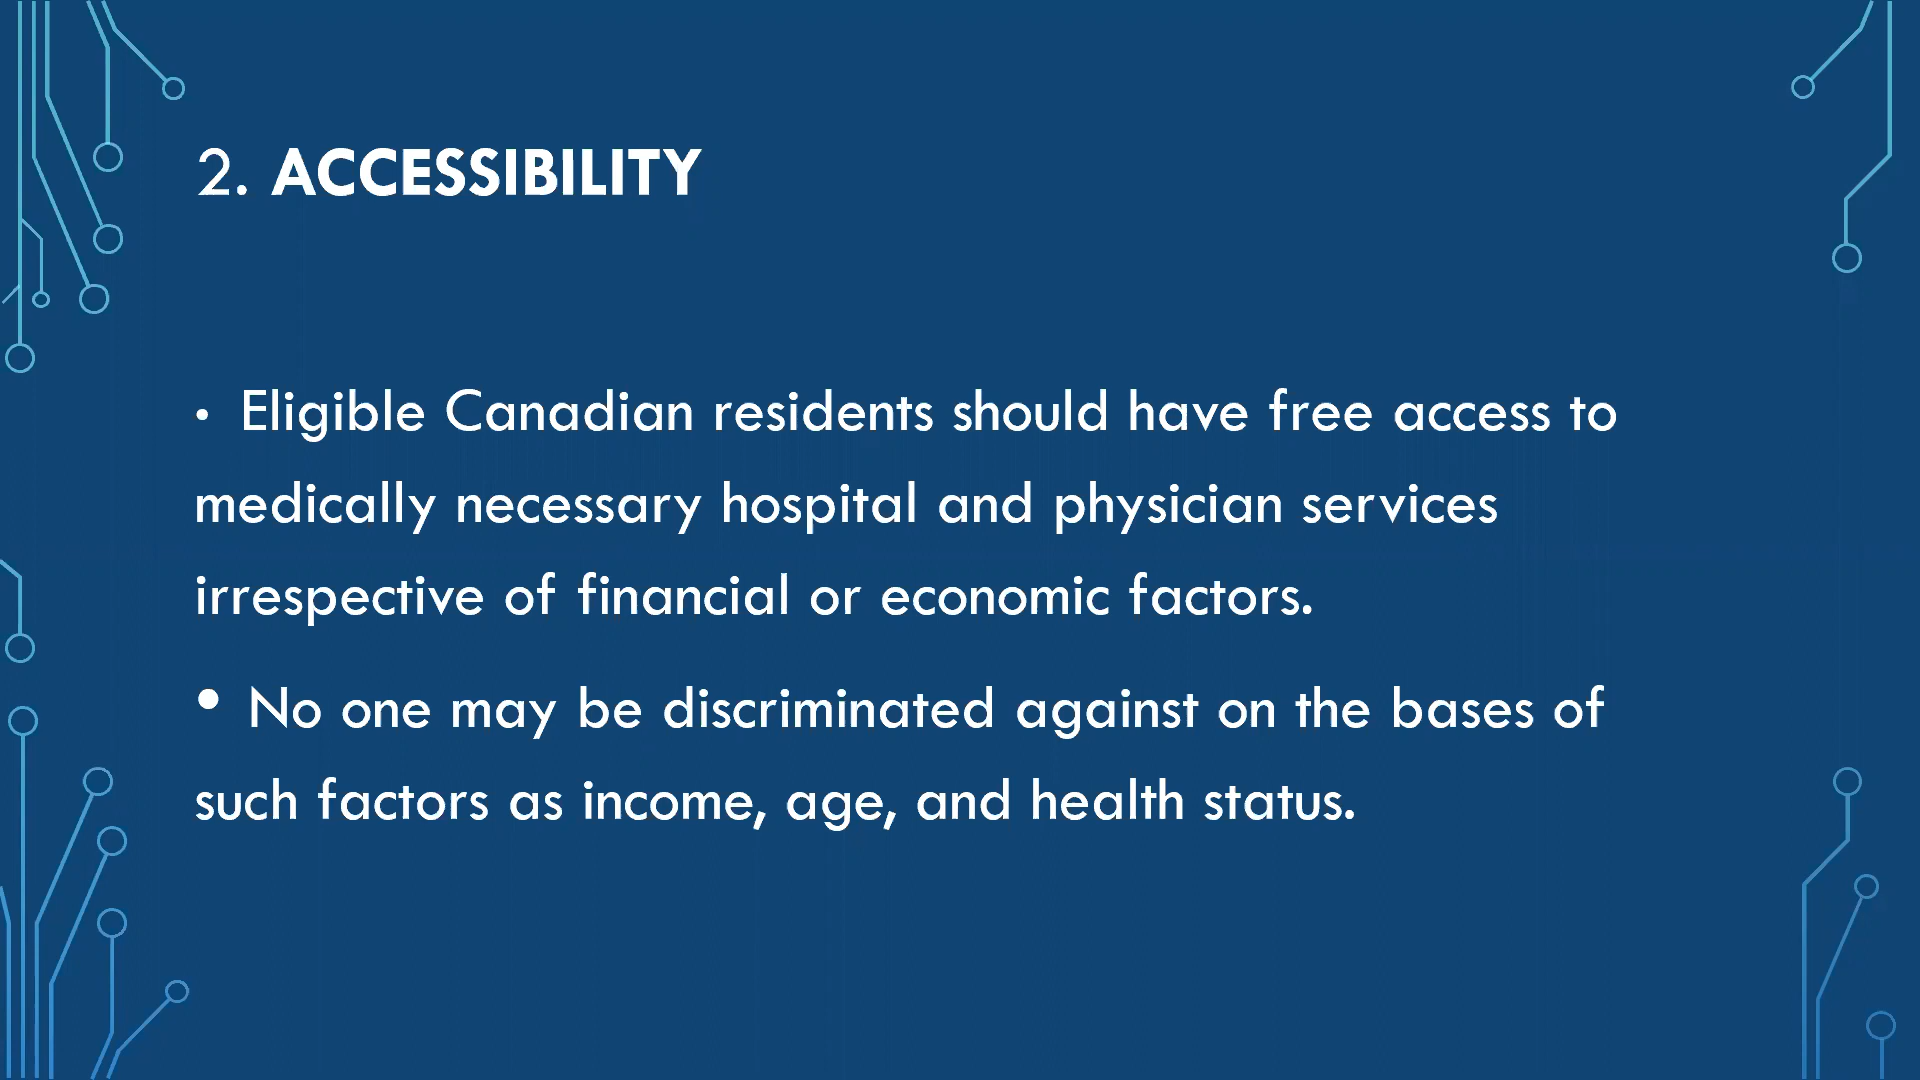 2. ACCESSIBILITY
• Eligible Canadian residents should have free access to
medically necessary hospital and physician services
irrespective of financial or economic factors.
• No one may be discriminated against on the bases of
such factors as income, age, and health status.